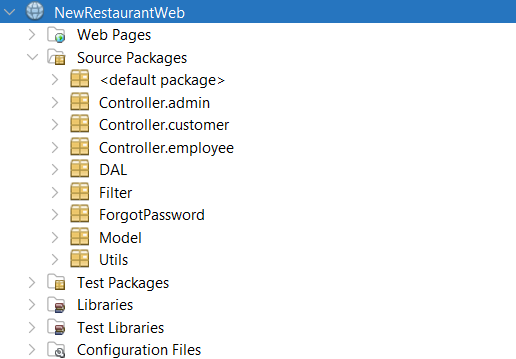 NewRestaurantWeb
Web Pages
Source Packages
<default package>
Controller.admin
Controller.customer
Controller.employee
DAL
Filter
ForgotPassword
Model
Utils
Test Packages
Libraries
Test Libraries
Configuration Files